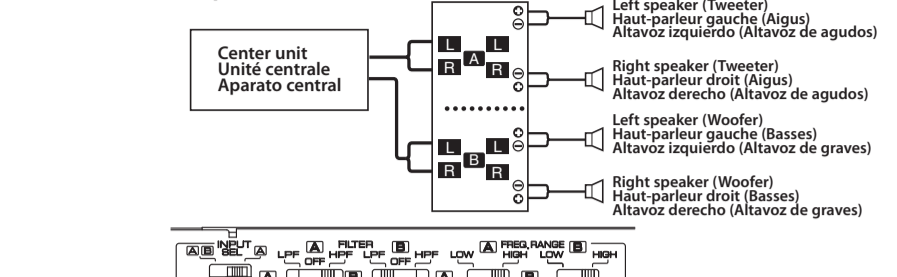 Left speaker (Tweeter)
Haut-parleur gauche (Aigus)
Altavoz izquierdo (Altavoz de agudos)
Center unit
Unité centrale
Aparato central
L L
A
R R
Right speaker (Tweeter)
Haut-parleur droit (Aigus)
Altavoz derecho (Altavoz de agudos)
Left speaker (Woofer)
Haut-parleur gauche (Basses)
Altavoz izquierdo (Altavoz de graves)
L L
B
R R
Right speaker (Woofer)
Haut-parleur droit (Basses)
Altavoz derecho (Altavoz de graves)
A B INPUT SEL A
A FILTER B
LPF OFF HPF LPF OFF HPF
A FREQ. RANGE B
LOW HIGH LOW HIGH
A B A B